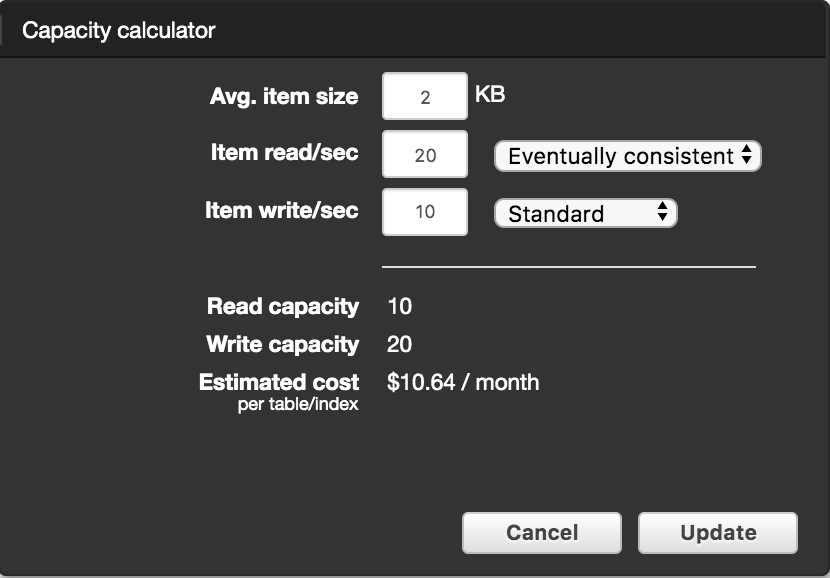 Capacity calculator
Avg. item size 2 KB
Item read/sec 20 Eventually consistent
Item write/sec 10 Standard
Read capacity 10
Write capacity 20
Estimated cost $10.64 / month
per table/index
Cancel Update